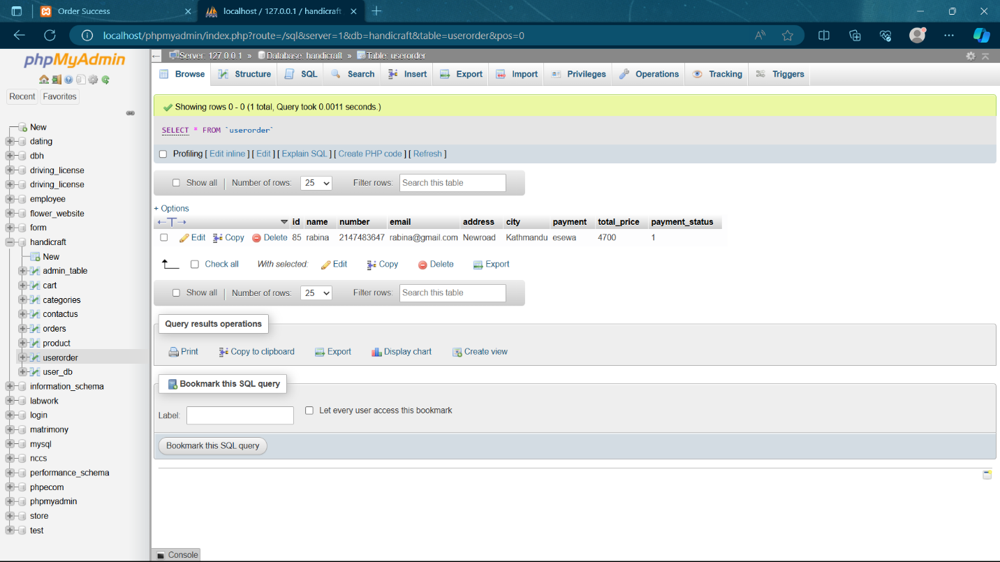 Order Success
localhost / 127.0.0.1 / handicraft
localhost/phpmyadmin/index.php?route=/sql&server=1&db=handicraft&table=userorder&pos=0
phpMyAdmin
Recent Favorites
New
dating
dbh
driving_license
driving_license
employee
flower_website
form
handicraft
New
admin_table
cart
categories
contactus
orders
product
userorder
user_db
information_schema
labwork
login
matrimony
mysql
nccs
performance_schema
phpecom
phpmyadmin
store
test
Server: 127.0.0.1 » Database: handicraft » Table: userorder
Browse Structure SQL Search Insert Export Import Privileges Operations Tracking Triggers
Showing rows 0 - 0 (1 total, Query took 0.0011 seconds.)
SELECT * FROM `userorder`
Profiling [ Edit inline ] [ Edit ] [ Explain SQL ] [ Create PHP code ] [ Refresh ]
Show all | Number of rows: 25 Filter rows: Search this table
+ Options
id name number email address city payment total_price payment_status
Edit Copy Delete 85 rabina 2147483647 rabina@gmail.com Newroad Kathmandu esewa 4700 1
Check all With selected: Edit Copy Delete Export
Show all | Number of rows: 25 Filter rows: Search this table
Query results operations
Print Copy to clipboard Export Display chart Create view
Bookmark this SQL query
Label: Let every user access this bookmark
Bookmark this SQL query
Console